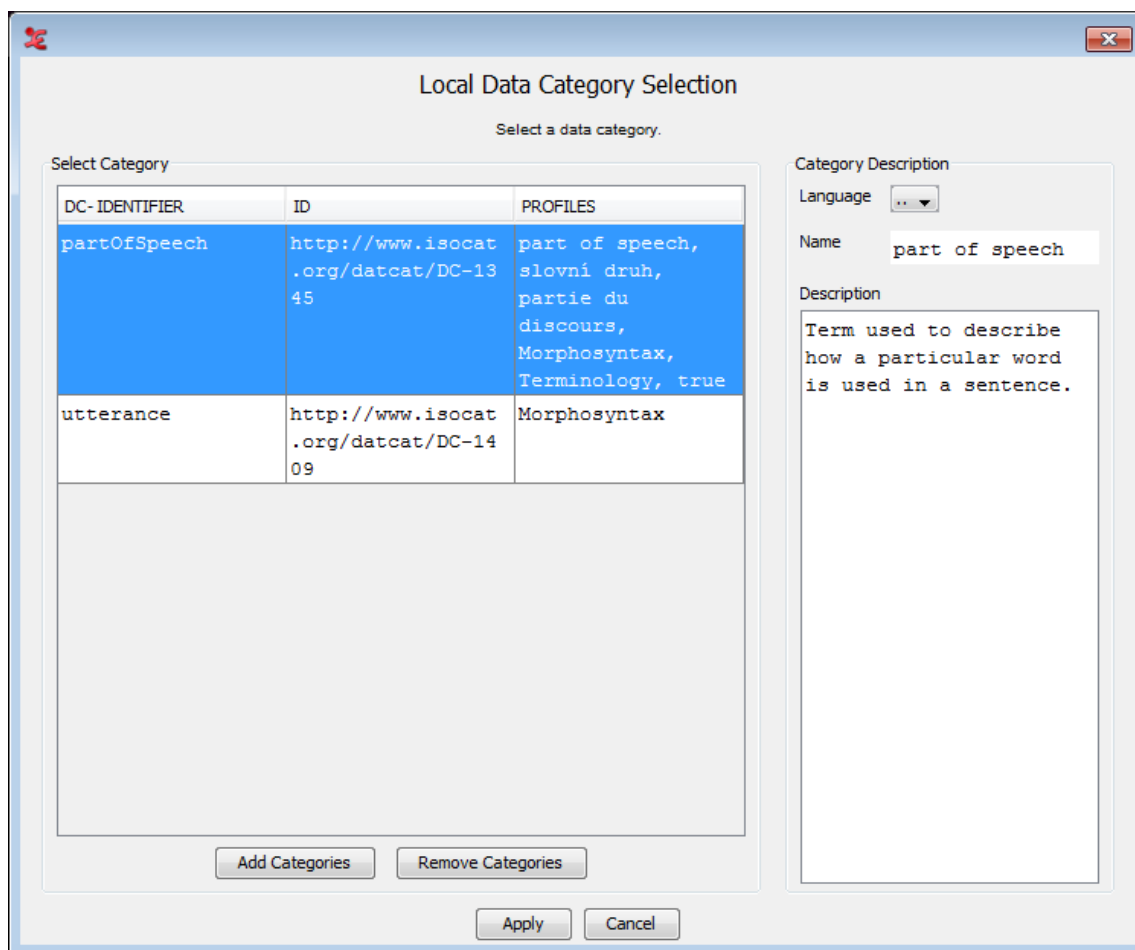 Local Data Category Selection
Select a data category.
Select Category
DC- IDENTIFIER
ID
PROFILES
partOfSpeech
http://www.isocat
.org/datcat/DC-13
45
part of speech,
slovní druh,
partie du
discours,
Morphosyntax,
Terminology, true
utterance
http://www.isocat
.org/datcat/DC-14
09
Morphosyntax
Add Categories
Remove Categories
Category Description
Language
..
Name
part of speech
Description
Term used to describe
how a particular word
is used in a sentence.
Apply
Cancel